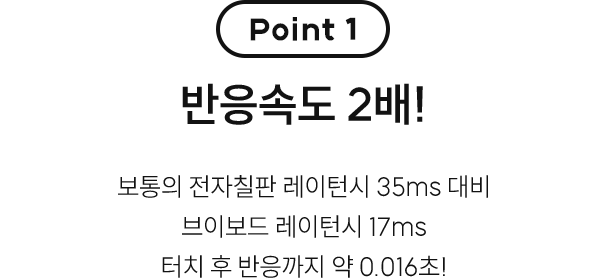 Point 1
반응속도 2배!
보통의 전자칠판 레이턴시 35ms 대비
브이보드 레이턴시 17ms
터치 후 반응까지 약 0.016초!